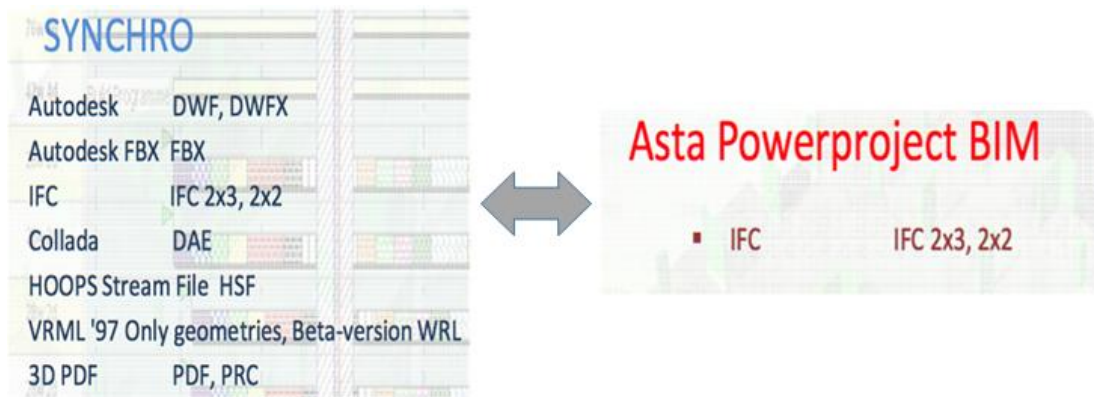 SYNCHRO
Autodesk DWF, DWFX
Autodesk FBX FBX
IFC IFC 2x3, 2x2
Collada DAE
HOOPS Stream File HSF
VRML '97 Only geometries, Beta-version WRL
3D PDF PDF, PRC
Asta Powerproject BIM
▪ IFC IFC 2x3, 2x2